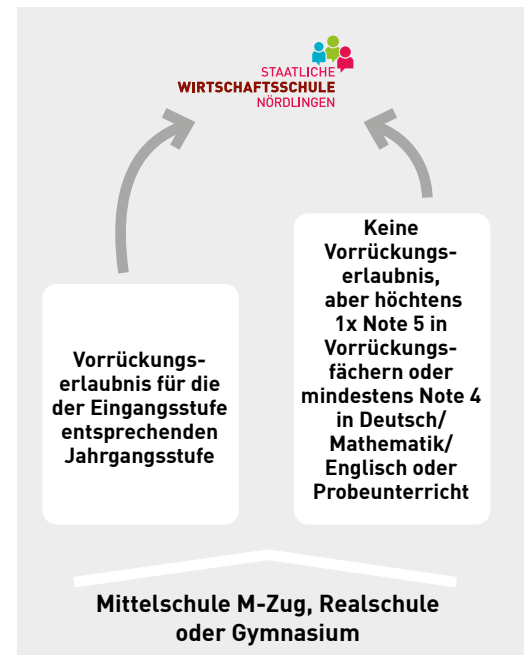 STAATLICHE
WIRTSCHAFTSSCHULE
NÖRDLINGEN
Vorrückungs-
erlaubnis für die
der Eingangsstufe
entsprechenden
Jahrgangsstufe
Keine
Vorrückungs-
erlaubnis,
aber höchtens
1x Note 5 in
Vorrückungs-
fächern oder
mindestens Note 4
in Deutsch/
Mathematik/
Englisch oder
Probeunterricht
Mittelschule M-Zug, Realschule
oder Gymnasium